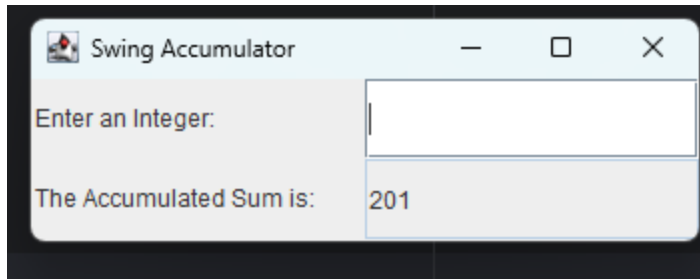 Swing Accumulator
Enter an Integer:
The Accumulated Sum is: 201